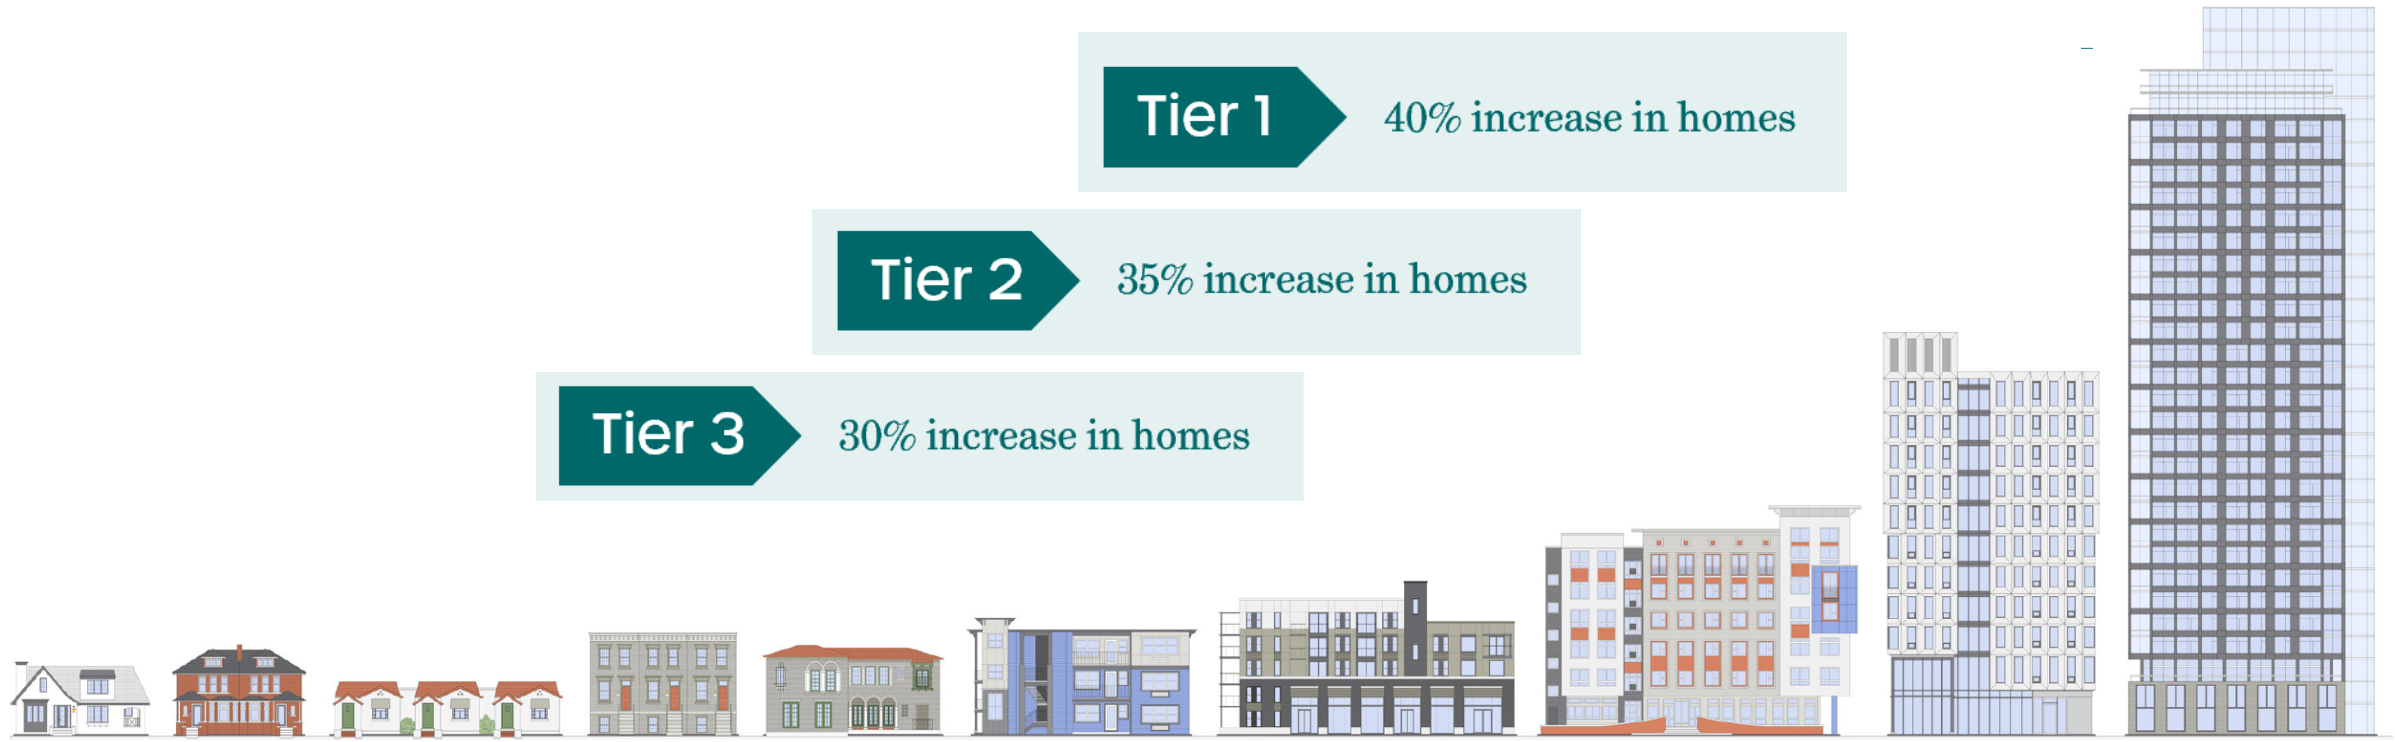 Tier 1 40% increase in homes
Tier 2 35% increase in homes
Tier 3 30% increase in homes